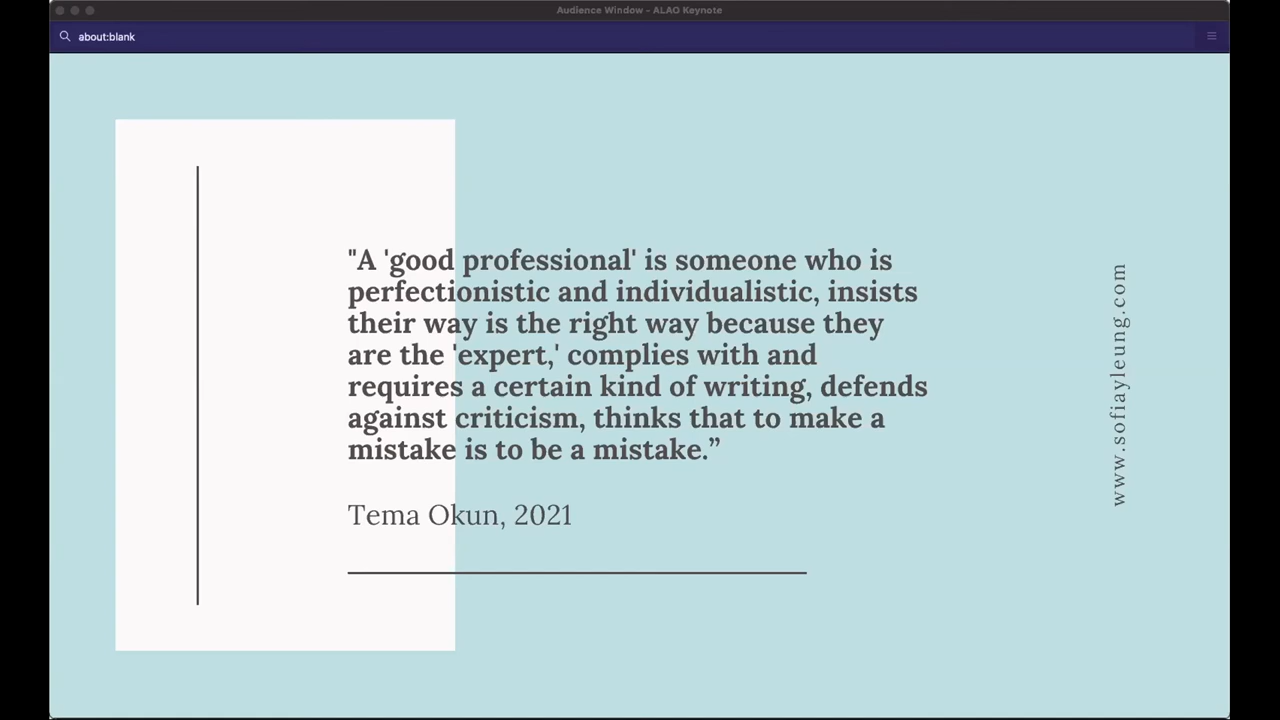 Audience Window - ALAO Keynote
about:blank
"A 'good professional' is someone who is
perfectionistic and individualistic, insists
their way is the right way because they
are the 'expert,' complies with and
requires a certain kind of writing, defends
against criticism, thinks that to make a
mistake is to be a mistake.”
Tema Okun, 2021
www.sofiayleung.com